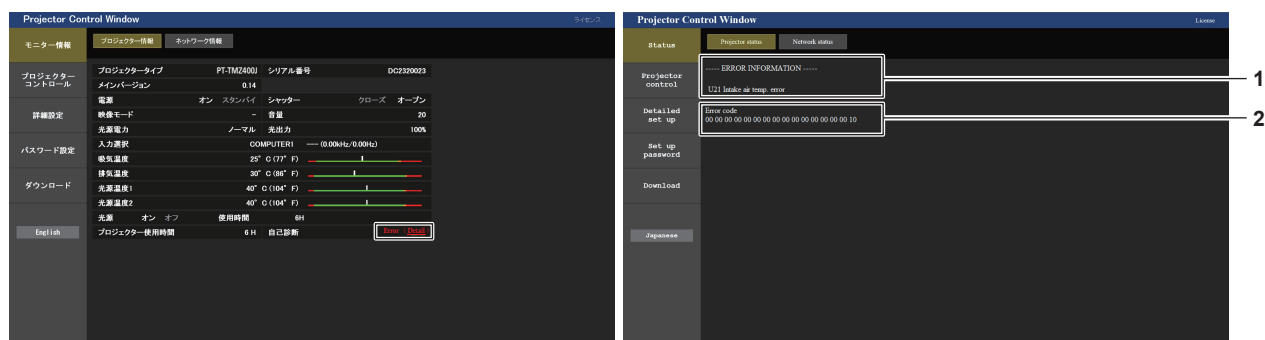 Projector Control Window
ライセンス
モニター情報
プロジェクター情報 ネットワーク情報
プロジェクター
コントロール
詳細設定
パスワード設定
ダウンロード
English
プロジェクタータイプ PT-TMZ400J シリアル番号 DC2320023
メインバージョン 0.14
電源 オン スタンバイ シャッター クローズ オープン
映像モード - 音量 20
光源電力 ノーマル 光出力 100%
入力選択 COMPUTER1 ---- (0.00kHz/0.00Hz)
吸気温度 25° C (77° F)
排気温度 30° C (86° F)
光源温度1 40° C (104° F)
光源温度2 40° C (104° F)
光源 オン オフ 使用時間 6H
プロジェクター使用時間 6 H 自己診断 Error (Detail)
Projector Control Window
License
Status
Projector status Network status
Projector
control
Detailed
set up
Set up
password
Download
Japanese
----- ERROR INFORMATION -----
U21 Intake air temp. error
Error code
00 00 00 00 00 00 00 00 00 00 00 00 00 00 00 10
1
2